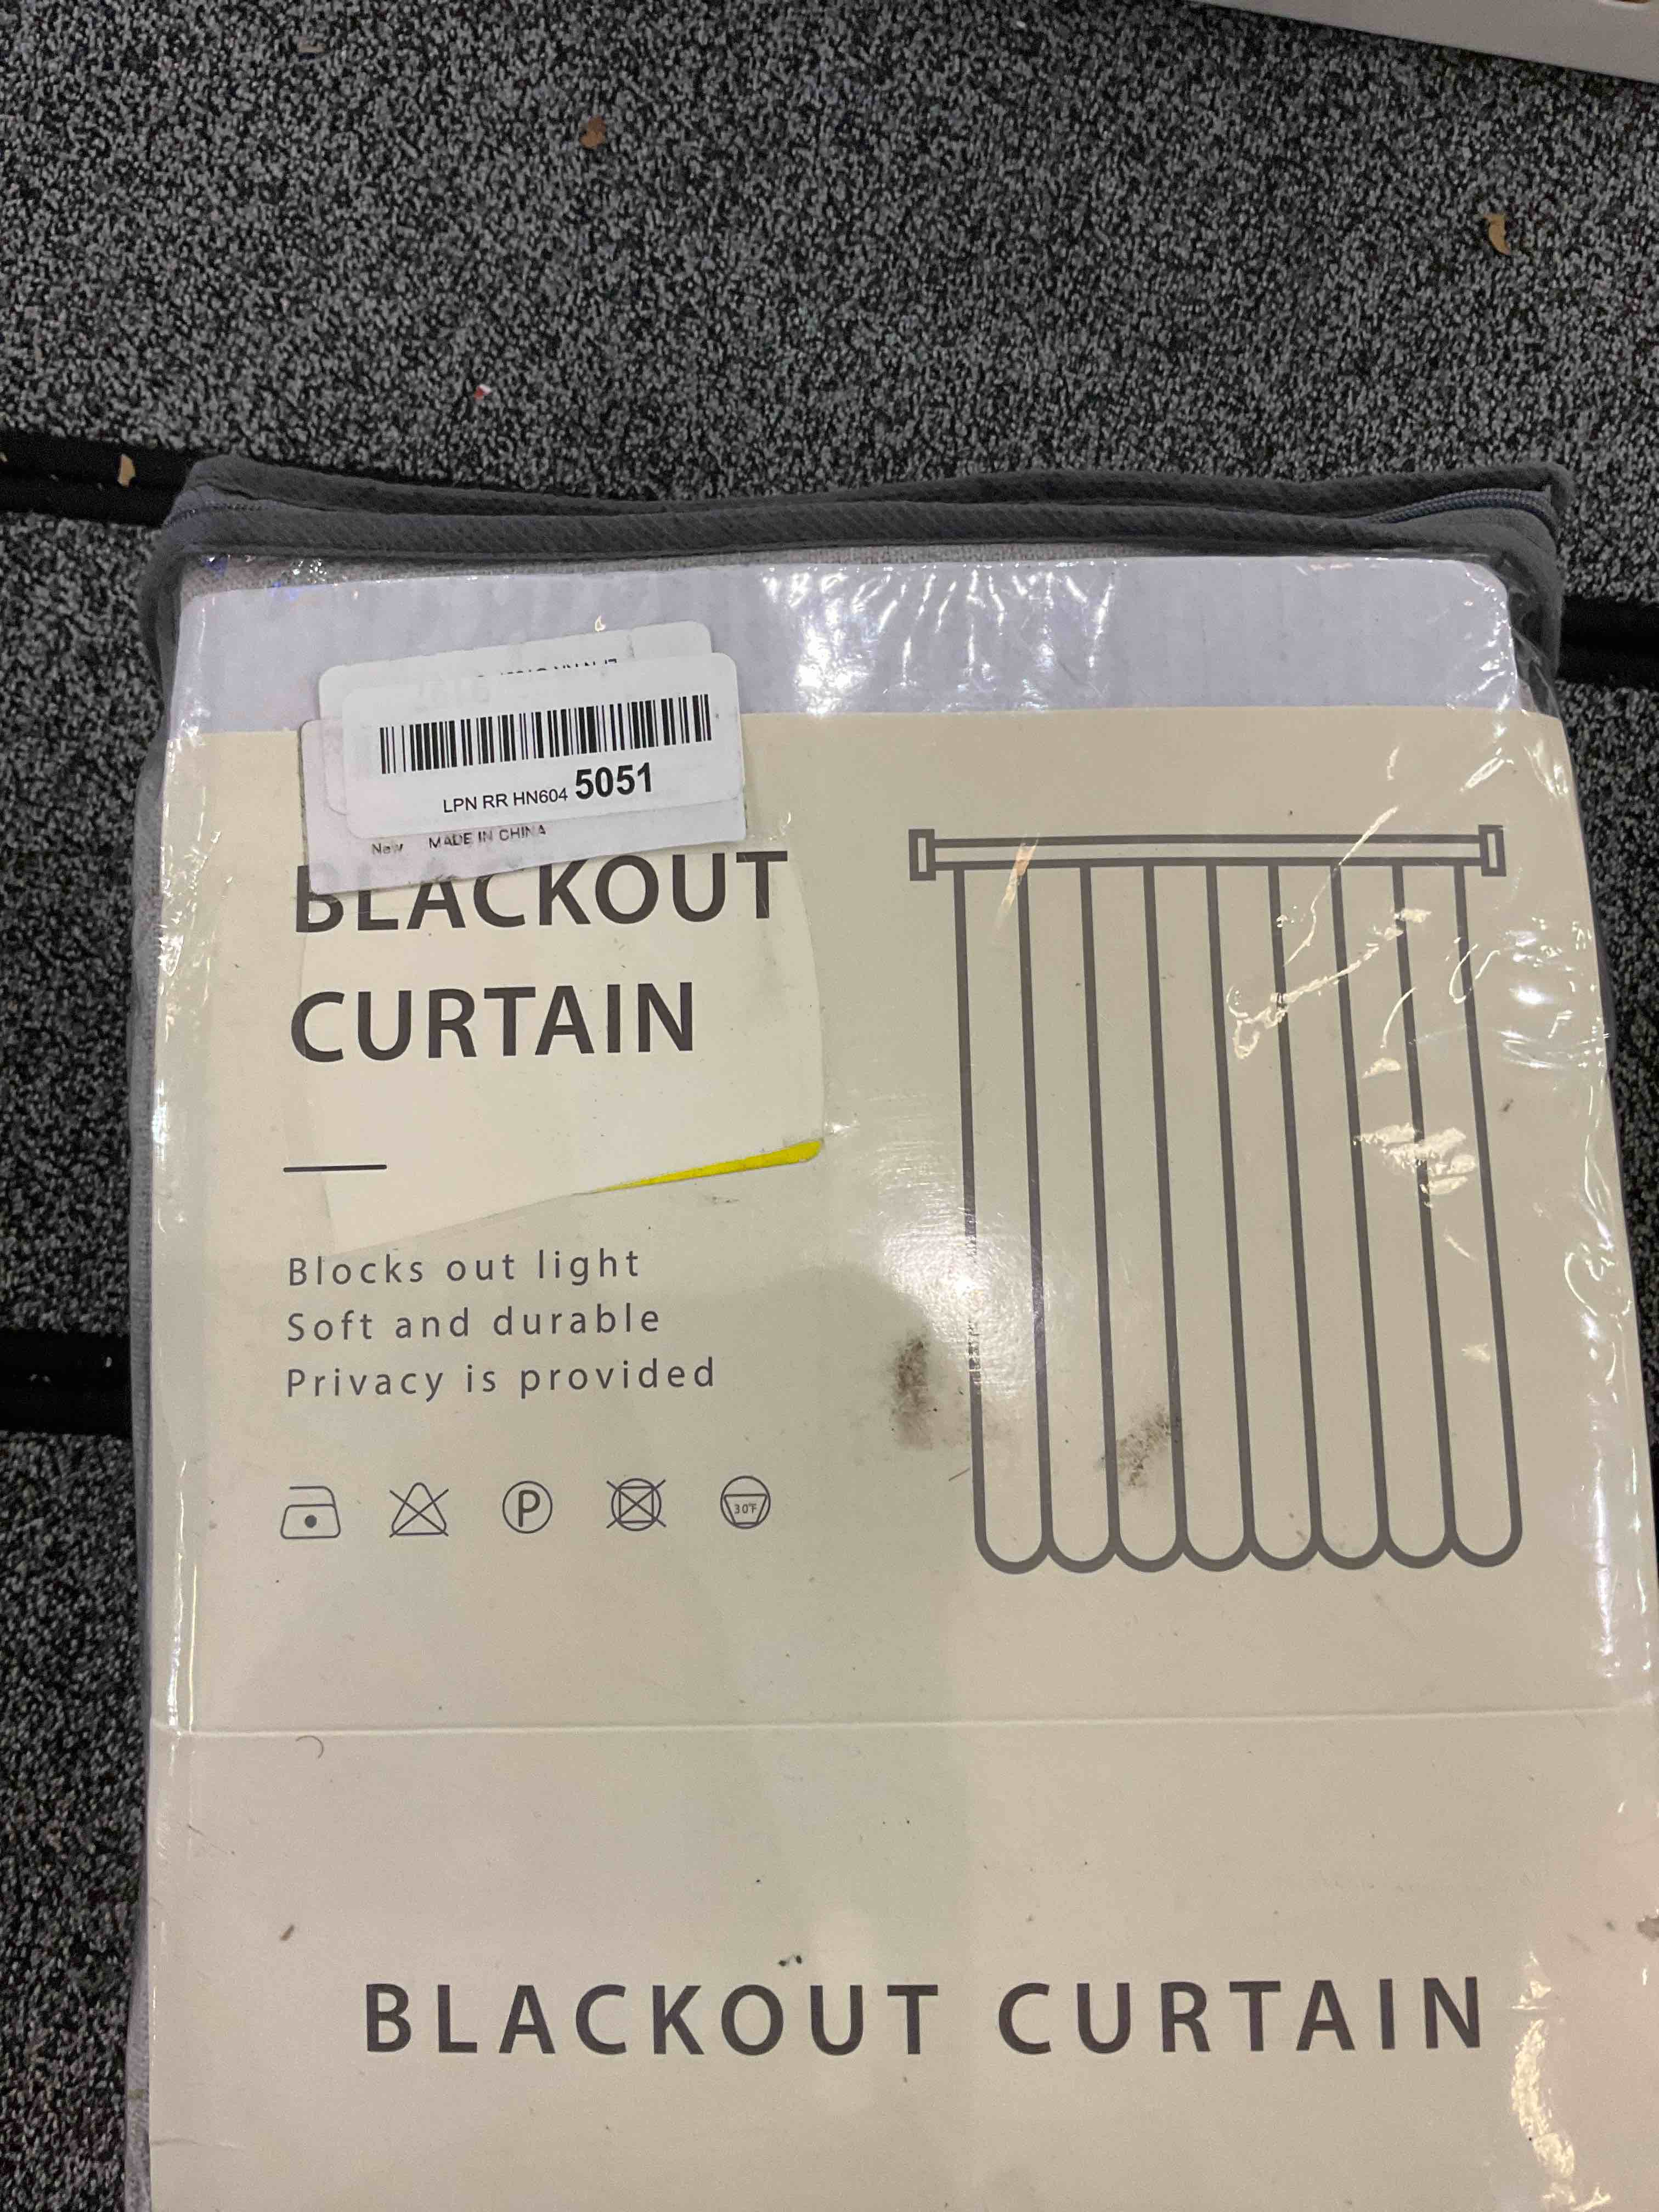 LPN RR HN604 5051
New MADE IN CHINA
BLACKOUT
CURTAIN
Blocks out light
Soft and durable
Privacy is provided
P
30°F
BLACKOUT CURTAIN